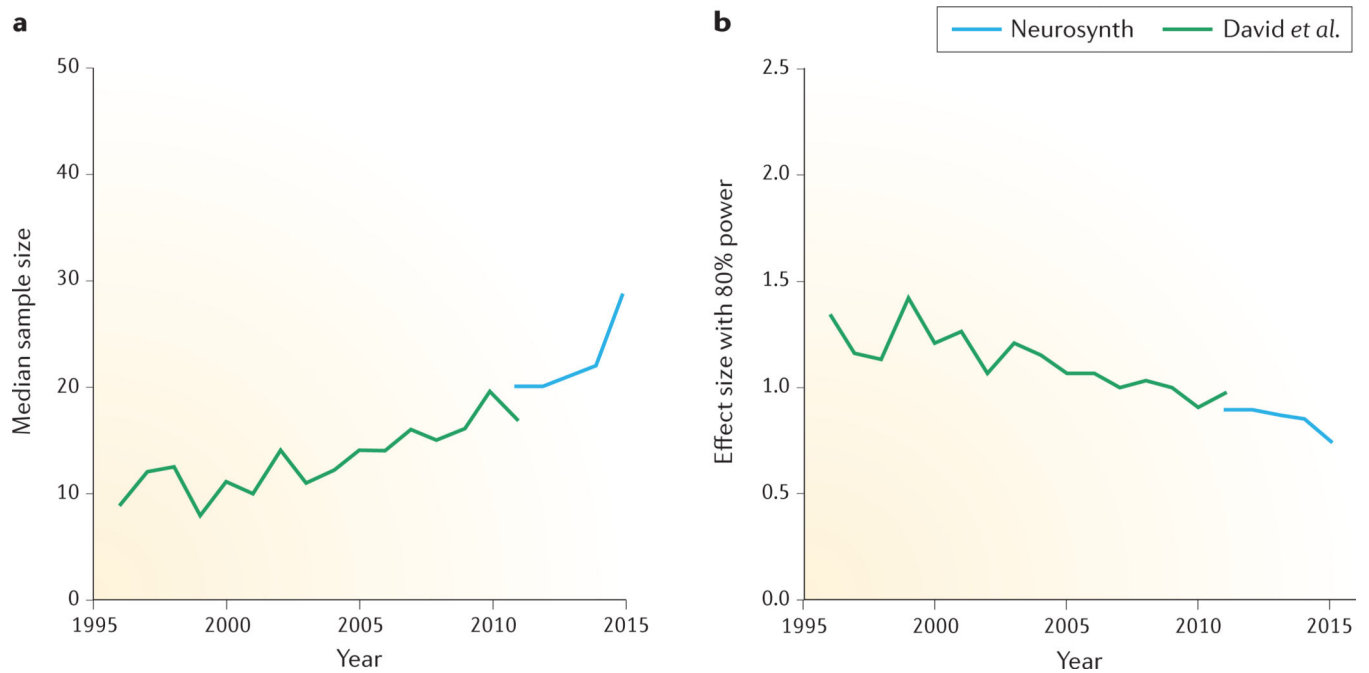 a
50
40
30
20
10
0
Median sample size
1995 2000 2005 2010 2015
Year
b
Neurosynth David et al.
2.5
2.0
1.5
1.0
0.5
0.0
Effect size with 80% power
1995 2000 2005 2010 2015
Year